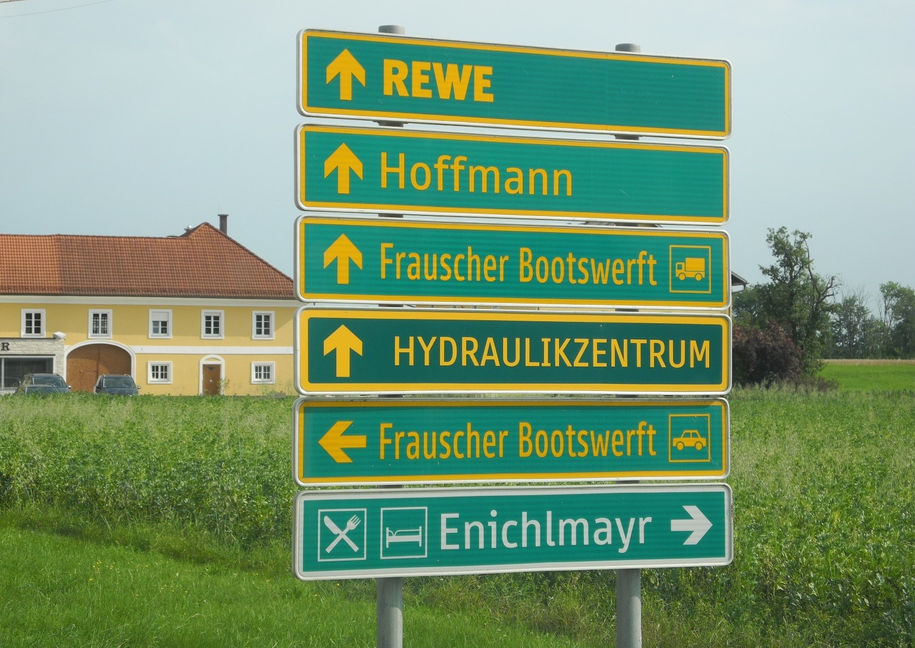 REWE
Hoffmann
Frauscher Bootswerft
HYDRAULIKZENTRUM
Frauscher Bootswerft
Enichlmayr